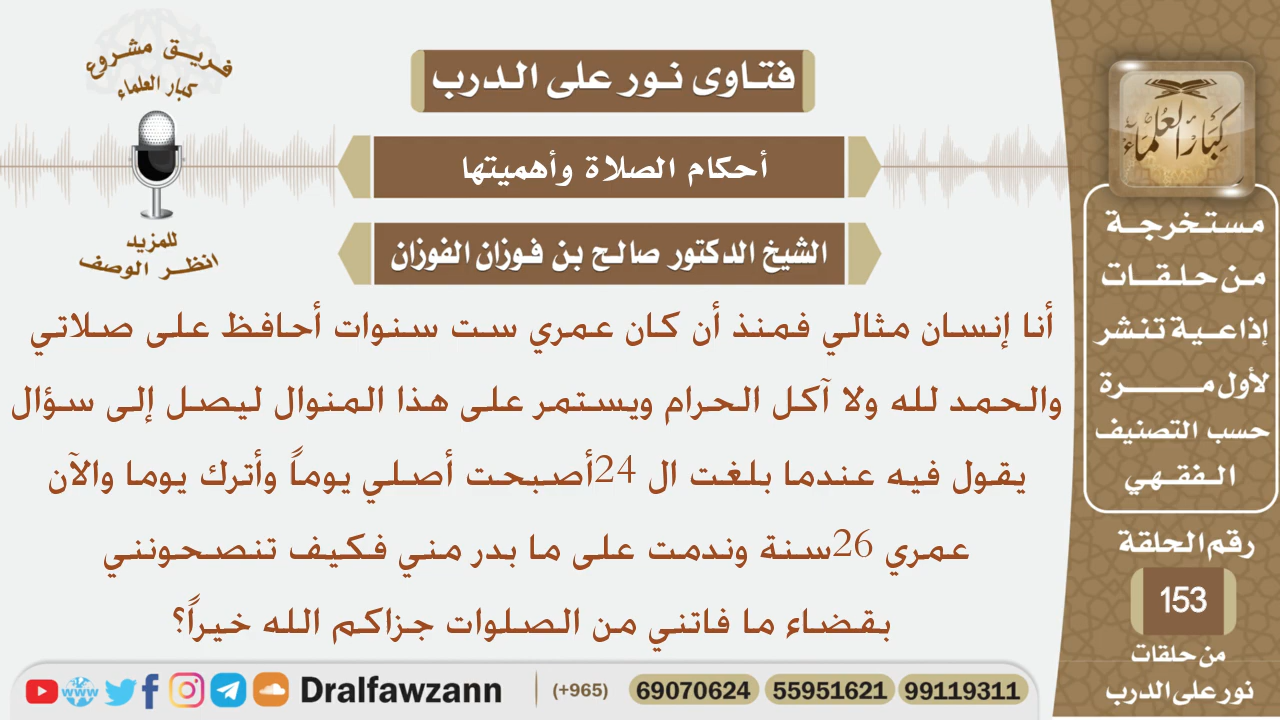 فريق مشروع
كبار العلماء
للمزيد
انظر الوصف
فتاوى نور على الدرب
أحكام الصلاة وأهميتها
الشيخ الدكتور صالح بن فوزان الفوزان
أنا إنسان مثالي فمنذ أن كان عمري ست سنوات أحافظ على صلاتي
والحمد لله ولا آكل الحرام ويستمر على هذا المنوال ليصل إلى سؤال
يقول فيه عندما بلغت ال 24أصبحت أصلي يوماً وأترك يوما والآن
عمري 26سنة وندمت على ما بدر مني فكيف تنصحونني
بقضاء ما فاتني من الصلوات جزاكم الله خيراً؟
كبار العلماء
مستخرجة
من حلقات
إذاعية تنشر
لأول مرة
حسب التصنيف
الفقهي
رقم الحلقة
153
من حلقات
نور على الدرب
www Dralfawzann (+965) 69070624 55951621 99119311